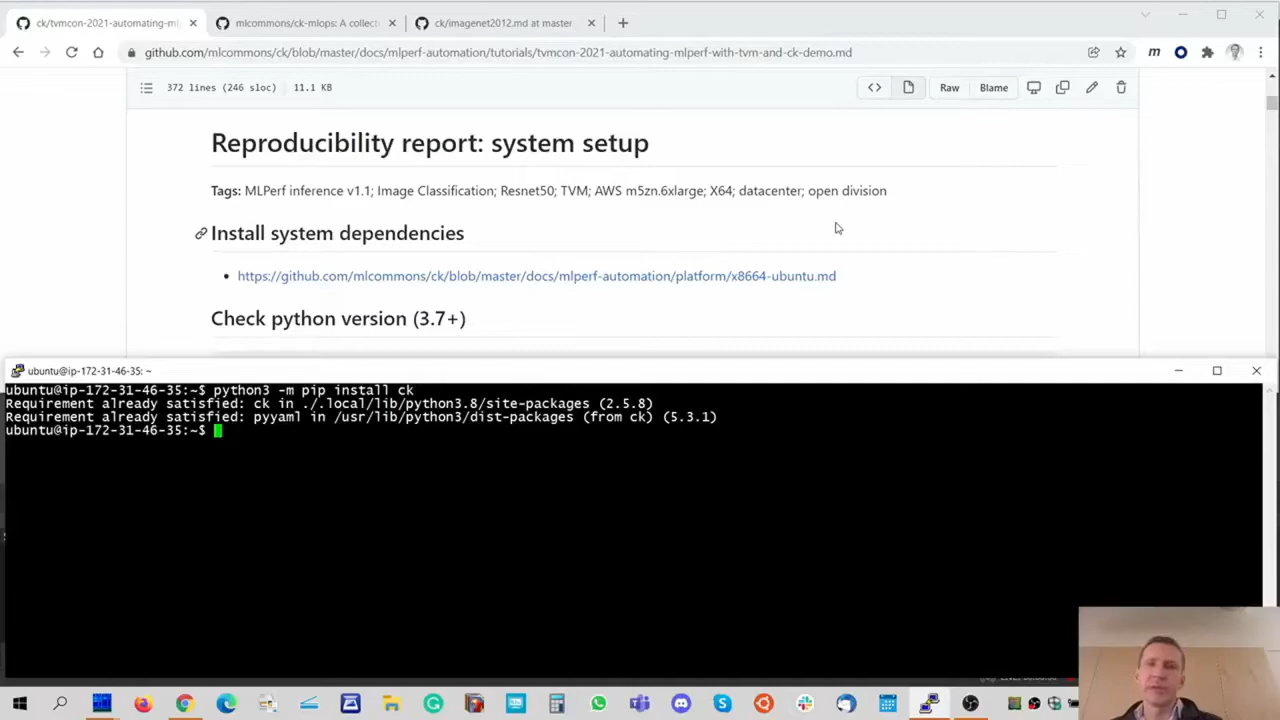 ck/tvmcon-2021-automating-ml
mlcommons/ck-mlops: A collecti
ck/imagenet2012.md at master
github.com/mlcommons/ck/blob/master/docs/mlperf-automation/tutorials/tvmcon-2021-automating-mlperf-with-tvm-and-ck-demo.md
372 lines (246 sloc) 11.1 KB
Raw Blame
Reproducibility report: system setup
Tags: MLPerf inference v1.1; Image Classification; Resnet50; TVM; AWS m5zn.6xlarge; X64; datacenter; open division
Install system dependencies
https://github.com/mlcommons/ck/blob/master/docs/mlperf-automation/platform/x8664-ubuntu.md
Check python version (3.7+)
ubuntu@ip-172-31-46-35: ~
ubuntu@ip-172-31-46-35:~$ python3 -m pip install ck
Requirement already satisfied: ck in ./.local/lib/python3.8/site-packages (2.5.8)
Requirement already satisfied: pyyaml in /usr/lib/python3/dist-packages (from ck) (5.3.1)
ubuntu@ip-172-31-46-35:~$